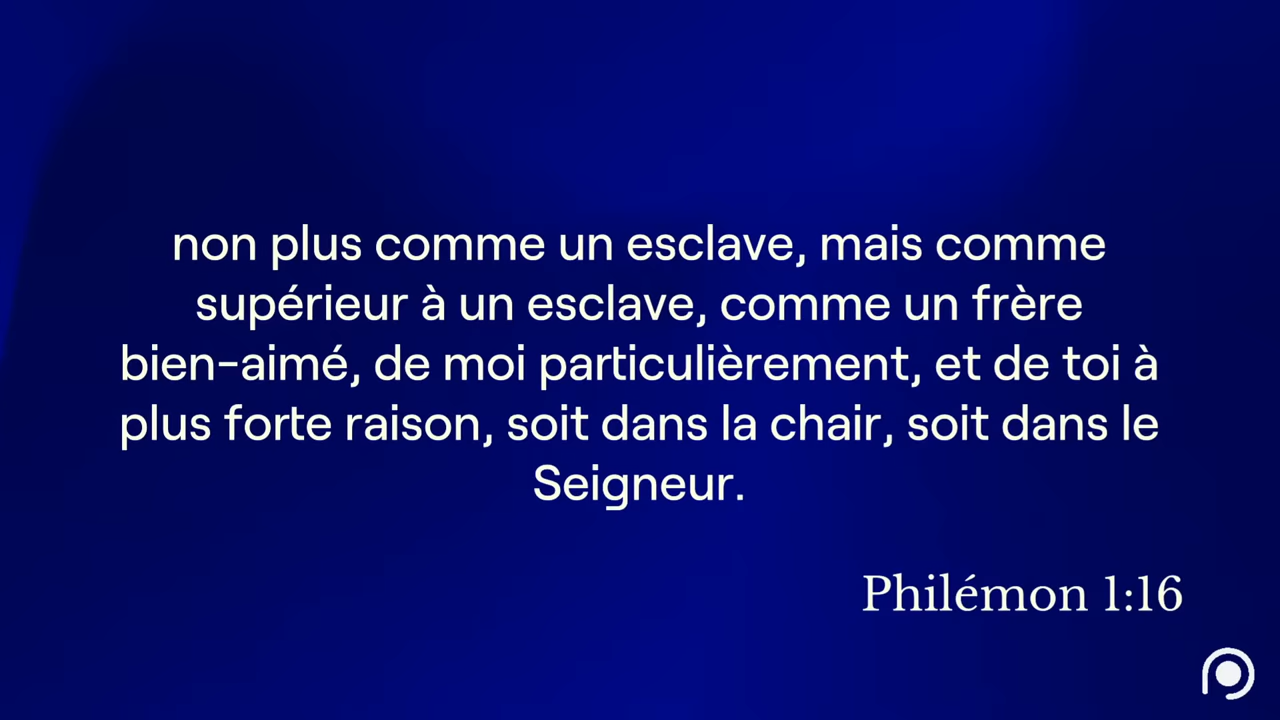 non plus comme un esclave, mais comme
supérieur à un esclave, comme un frère
bien-aimé, de moi particulièrement, et de toi à
plus forte raison, soit dans la chair, soit dans le
Seigneur.
Philémon 1:16